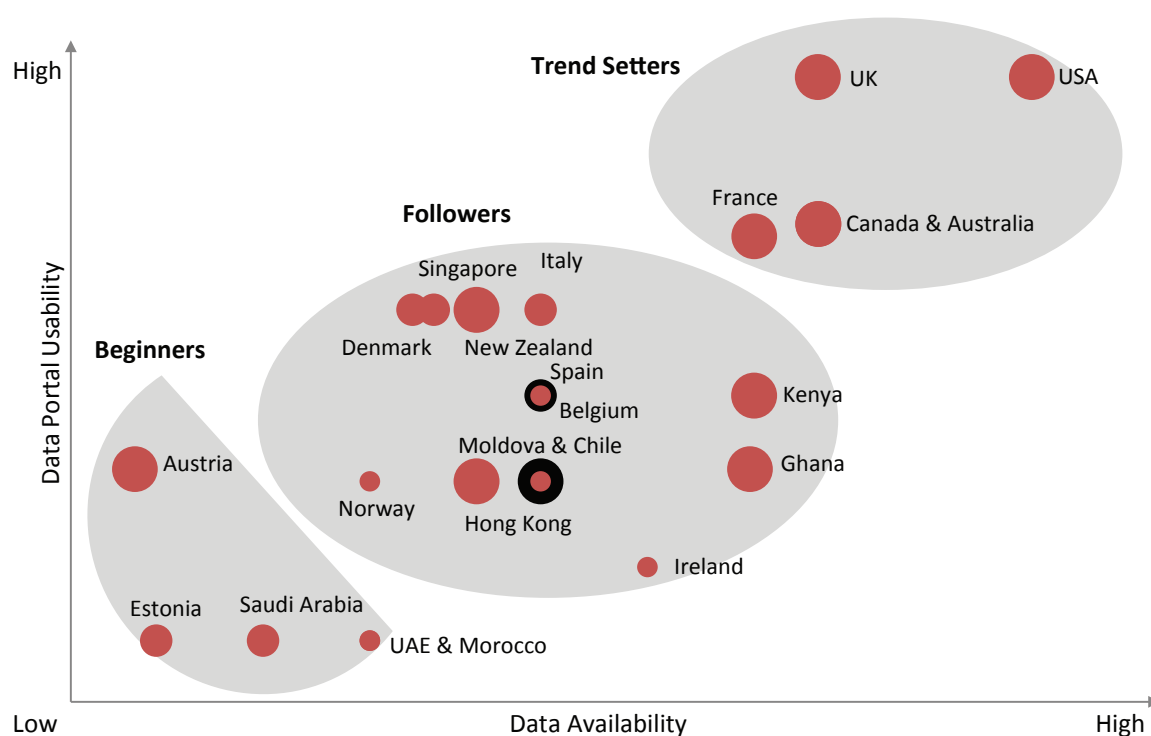 High
Trend Setters
UK
USA
France
Canada & Australia
Followers
Singapore
Italy
Denmark
New Zealand
Spain
Belgium
Kenya
Moldova & Chile
Ghana
Norway
Hong Kong
Ireland
Beginners
Austria
Estonia
Saudi Arabia
UAE & Morocco
Data Portal Usability
Low
Data Availability
High